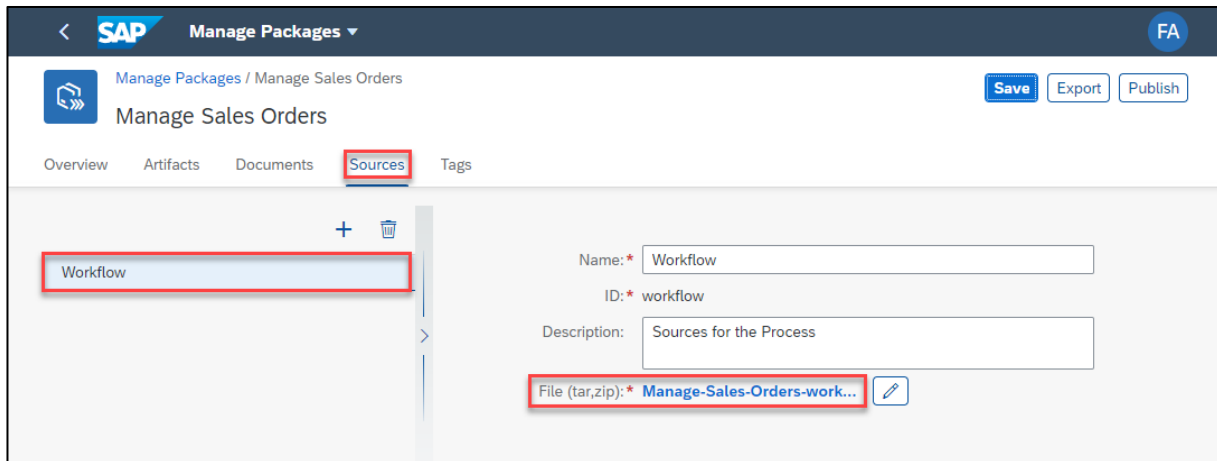 SAP Manage Packages FA
Manage Packages / Manage Sales Orders
Manage Sales Orders
Save Export Publish
Overview Artifacts Documents Sources Tags
Workflow
Name:* Workflow
ID:* workflow
Description: Sources for the Process
File (tar,zip):* Manage-Sales-Orders-work...